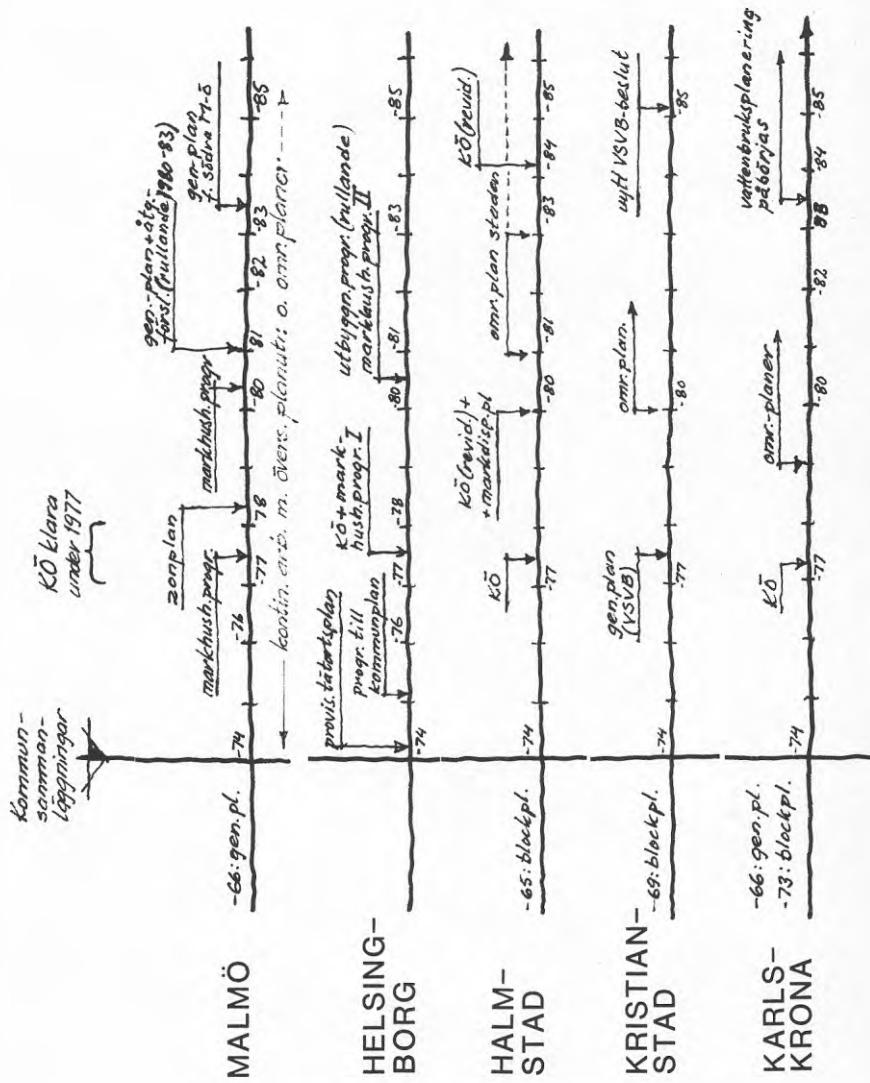 Kommun-
samman-
läggningar
KÖ klara
under 1977
MALMÖ
-66: gen.pl.
-74
-76
-77
-78
-80
-81
-82
-83
-85
markhush.progr.
zonplan
markhush.progr
gen.-plan+åtg.-
försl.(rullande 1980-83)
gen-plan
f. Södra M-ö
kontin. arb. m. övers. planutr. o. omr. planer
HELSING-
BORG
-74
-76
-77
-78
-80
-81
-83
-85
provis.tätortsplan
progr. till
kommunplan
KÖ + mark-
hush.progr. I
utbyggn.progr.(rullande)
markhush.progr. II
HALM-
STAD
-65: blockpl.
-74
-77
-80
-81
-83
-84
-85
KÖ
KÖ (revid.) +
+ markdisp.pl
omr.plan staden
KÖ (revid.)
KRISTIAN-
STAD
-69: blockpl.
-74
-77
-80
-85
gen.plan
(VSVB)
omr.plan.
nytt VSVB-beslut
KARLS-
KRONA
-66: gen.pl.
-73: blockpl.
-74
-77
-80
-82
-83
-84
-85
KÖ
omr.-planer
vattenbruksplanering
påbörjas